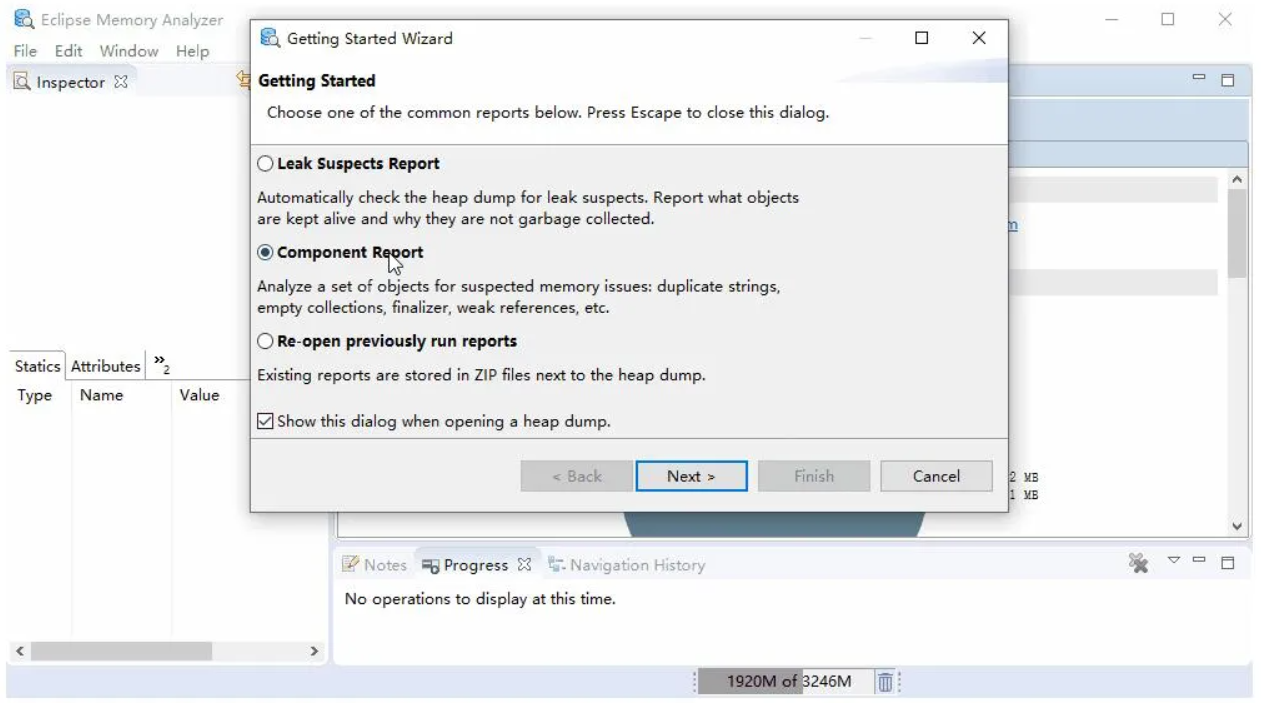 Eclipse Memory Analyzer
File Edit Window Help
Inspector
Getting Started Wizard
Getting Started
Choose one of the common reports below. Press Escape to close this dialog.
Leak Suspects Report
Automatically check the heap dump for leak suspects. Report what objects
are kept alive and why they are not garbage collected.
Component Report
Analyze a set of objects for suspected memory issues: duplicate strings,
empty collections, finalizer, weak references, etc.
Re-open previously run reports
Existing reports are stored in ZIP files next to the heap dump.
Show this dialog when opening a heap dump.
< Back Next > Finish Cancel
Statics Attributes »2
Type Name Value
m
2 MB
1 MB
Notes Progress Navigation History
No operations to display at this time.
1920M of 3246M